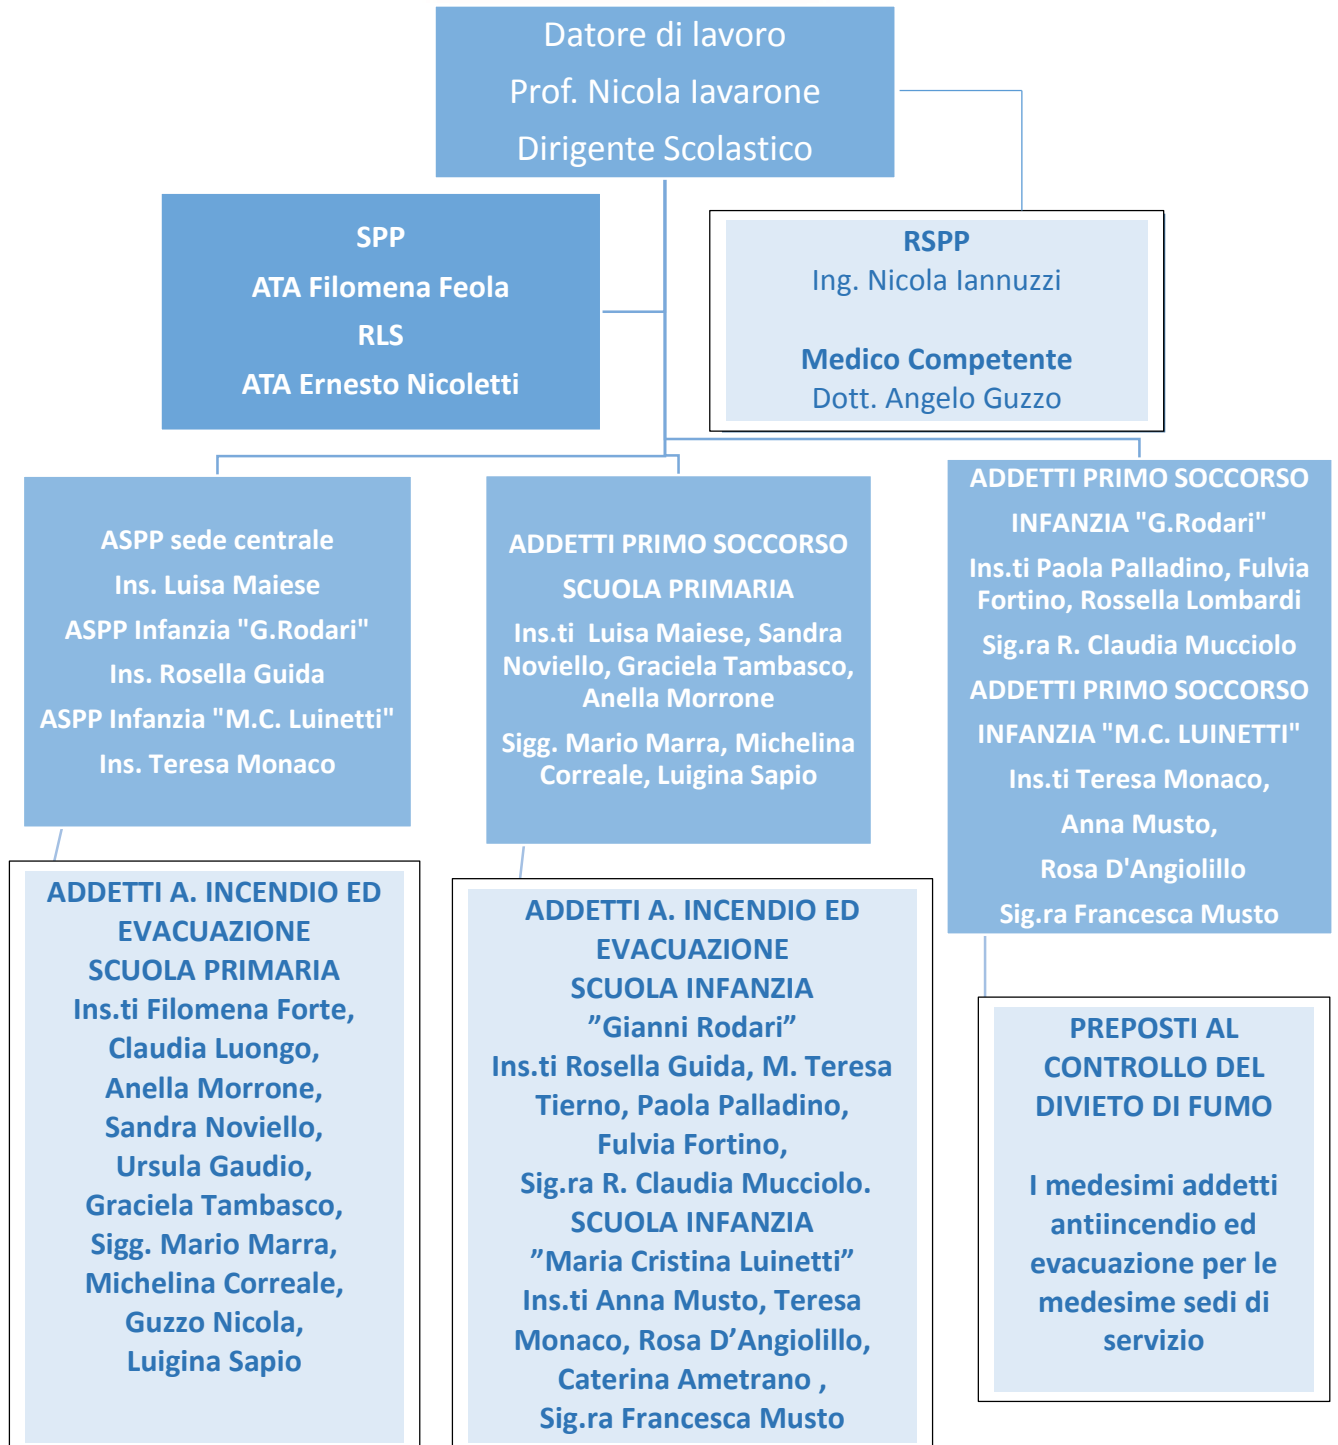 Datore di lavoro
Prof. Nicola Iavarone
Dirigente Scolastico
SPP
ATA Filomena Feola
RLS
ATA Ernesto Nicoletti
RSPP
Ing. Nicola Iannuzzi
Medico Competente
Dott. Angelo Guzzo
ASPP sede centrale
Ins. Luisa Maiese
ASPP Infanzia "G.Rodari"
Ins. Rosella Guida
ASPP Infanzia "M.C. Luinetti"
Ins. Teresa Monaco
ADDETTI PRIMO SOCCORSO
SCUOLA PRIMARIA
Ins.ti Luisa Maiese, Sandra
Noviello, Graciela Tambasco,
Anella Morrone
Sigg. Mario Marra, Michelina
Correale, Luigina Sapio
ADDETTI PRIMO SOCCORSO
INFANZIA "G.Rodari"
Ins.ti Paola Palladino, Fulvia
Fortino, Rossella Lombardi
Sig.ra R. Claudia Mucciolo
ADDETTI PRIMO SOCCORSO
INFANZIA "M.C. LUINETTI"
Ins.ti Teresa Monaco,
Anna Musto,
Rosa D'Angiolillo
Sig.ra Francesca Musto
ADDETTI A. INCENDIO ED
EVACUAZIONE
SCUOLA PRIMARIA
Ins.ti Filomena Forte,
Claudia Luongo,
Anella Morrone,
Sandra Noviello,
Ursula Gaudio,
Graciela Tambasco,
Sigg. Mario Marra,
Michelina Correale,
Guzzo Nicola,
Luigina Sapio
ADDETTI A. INCENDIO ED
EVACUAZIONE
SCUOLA INFANZIA
”Gianni Rodari”
Ins.ti Rosella Guida, M. Teresa
Tierno, Paola Palladino,
Fulvia Fortino,
Sig.ra R. Claudia Mucciolo.
SCUOLA INFANZIA
”Maria Cristina Luinetti”
Ins.ti Anna Musto, Teresa
Monaco, Rosa D’Angiolillo,
Caterina Ametrano ,
Sig.ra Francesca Musto
PREPOSTI AL
CONTROLLO DEL
DIVIETO DI FUMO
I medesimi addetti
antiincendio ed
evacuazione per le
medesime sedi di
servizio